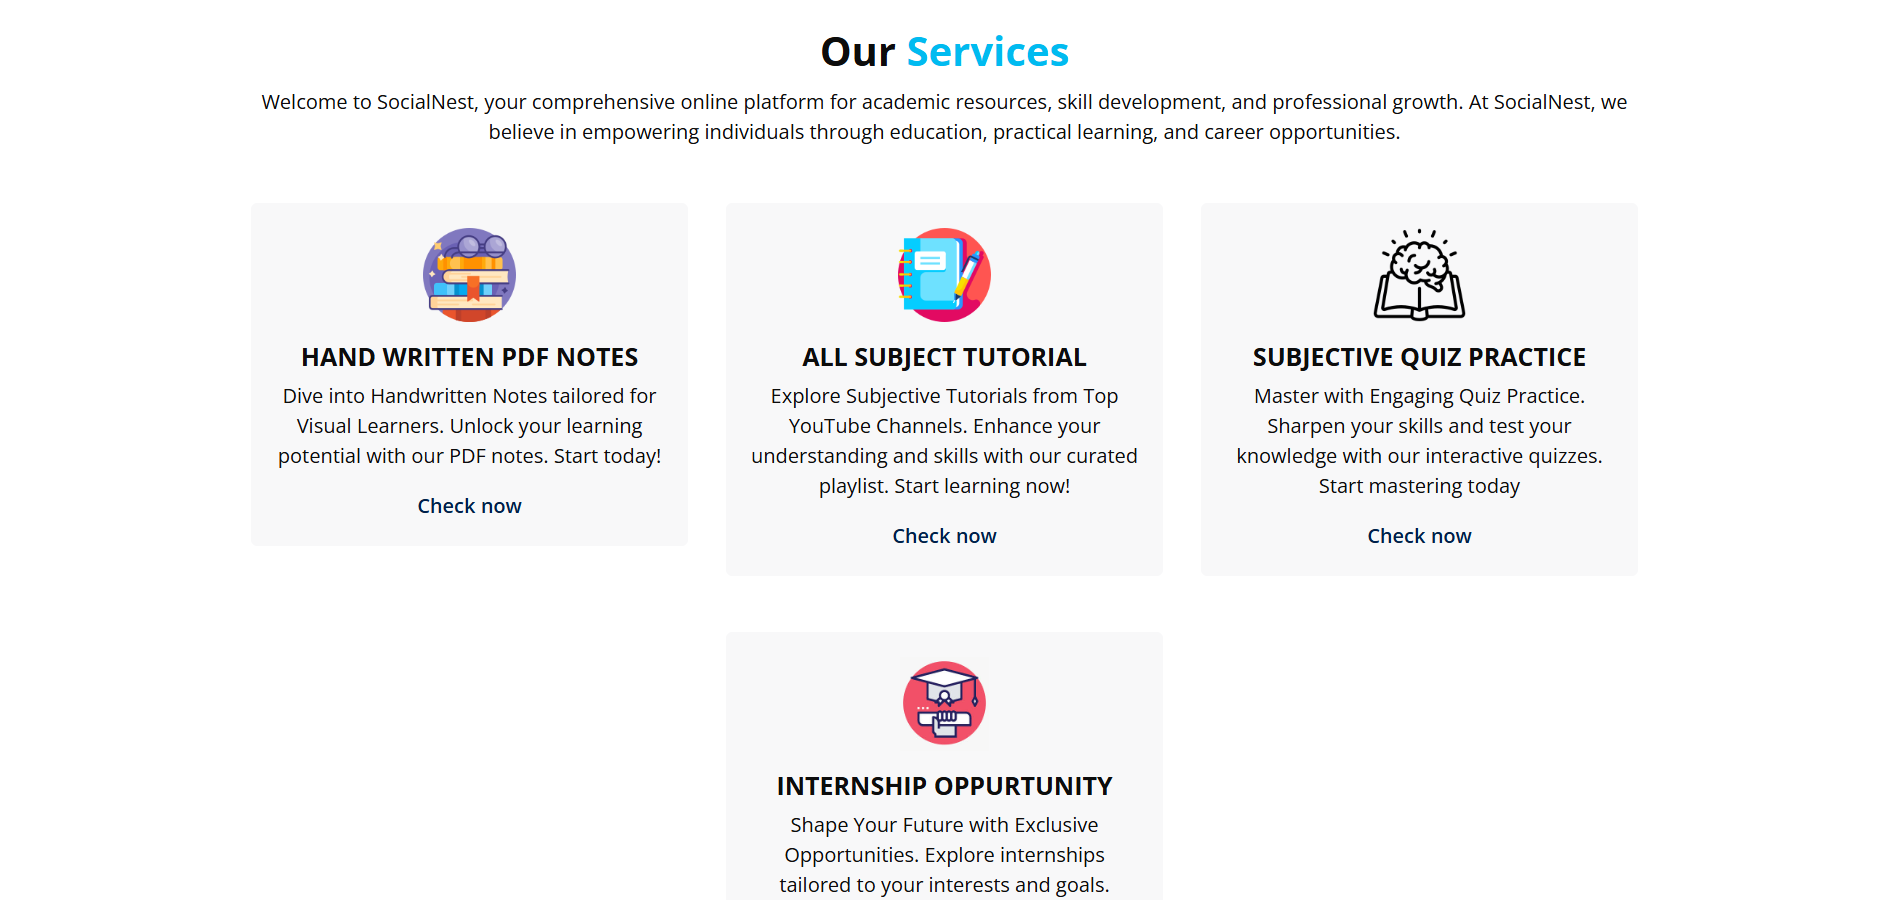 Our Services
Welcome to SocialNest, your comprehensive online platform for academic resources, skill development, and professional growth. At SocialNest, we
believe in empowering individuals through education, practical learning, and career opportunities.
HAND WRITTEN PDF NOTES
Dive into Handwritten Notes tailored for
Visual Learners. Unlock your learning
potential with our PDF notes. Start today!
Check now
ALL SUBJECT TUTORIAL
Explore Subjective Tutorials from Top
YouTube Channels. Enhance your
understanding and skills with our curated
playlist. Start learning now!
Check now
SUBJECTIVE QUIZ PRACTICE
Master with Engaging Quiz Practice.
Sharpen your skills and test your
knowledge with our interactive quizzes.
Start mastering today
Check now
INTERNSHIP OPPURTUNITY
Shape Your Future with Exclusive
Opportunities. Explore internships
tailored to your interests and goals.